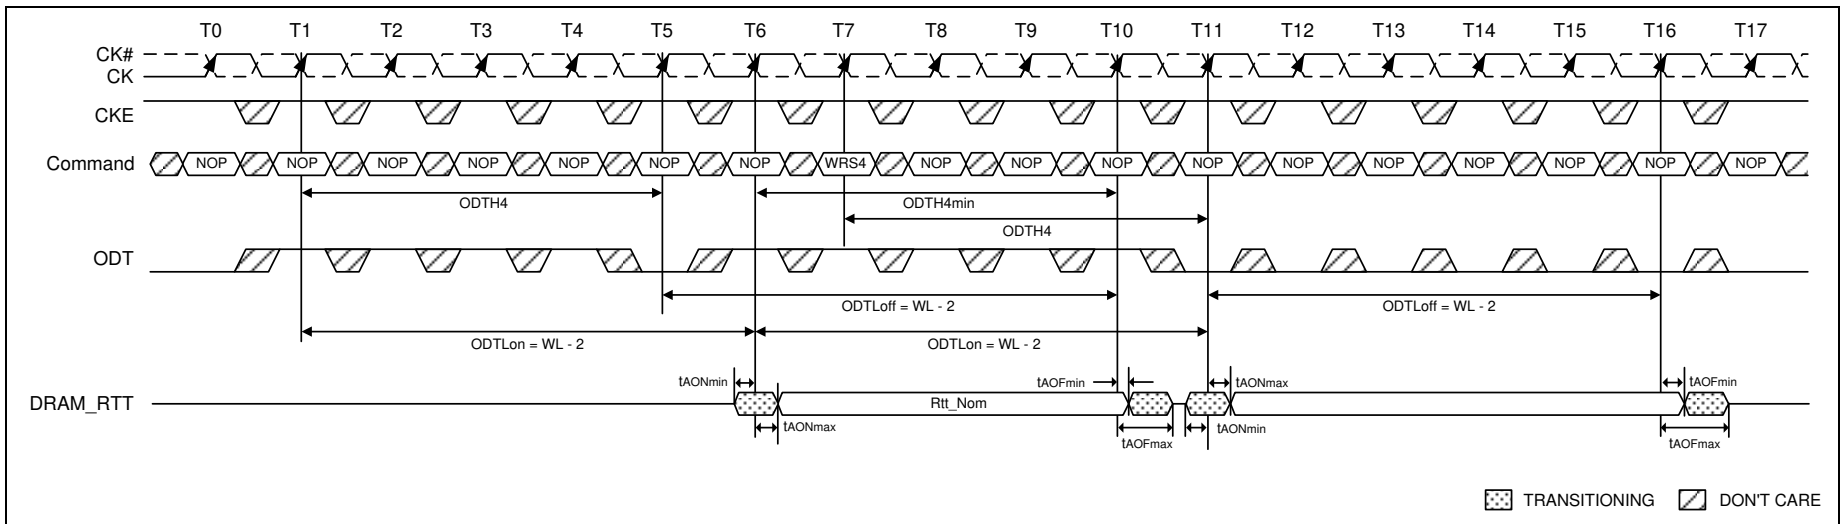 T0 T1 T2 T3 T4 T5 T6 T7 T8 T9 T10 T11 T12 T13 T14 T15 T16 T17
CK#
CK
CKE
Command NOP NOP NOP NOP NOP NOP NOP WRS4 NOP NOP NOP NOP NOP NOP NOP NOP NOP NOP
ODTH4 ODTH4min
ODTH4
ODT
ODTLoff = WL - 2 ODTLoff = WL - 2
ODTLon = WL - 2 ODTLon = WL - 2
tAONmin tAOFmin tAONmax tAOFmin
DRAM_RTT Rtt_Nom
tAONmax tAOFmax tAONmin tAOFmax
TRANSITIONING DON'T CARE